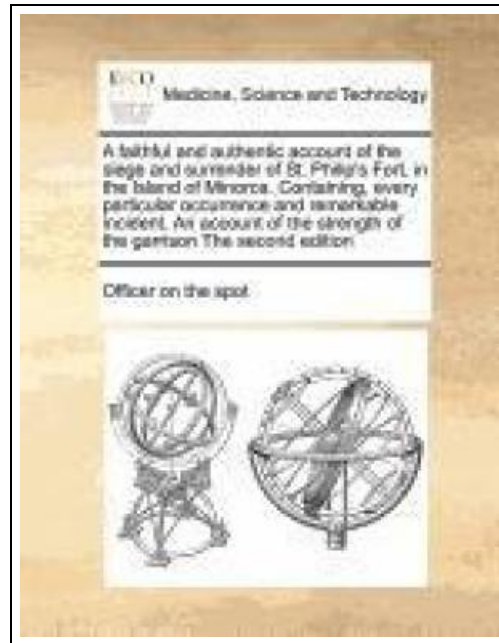 ECCO
Medicine, Science and Technology
A faithful and authentic account of the
siege and surrender of St. Philip's Fort, in
the Island of Minorca. Containing, every
particular occurrence and remarkable
incident. An account of the strength of
the garrison The second edition
Officer on the spot